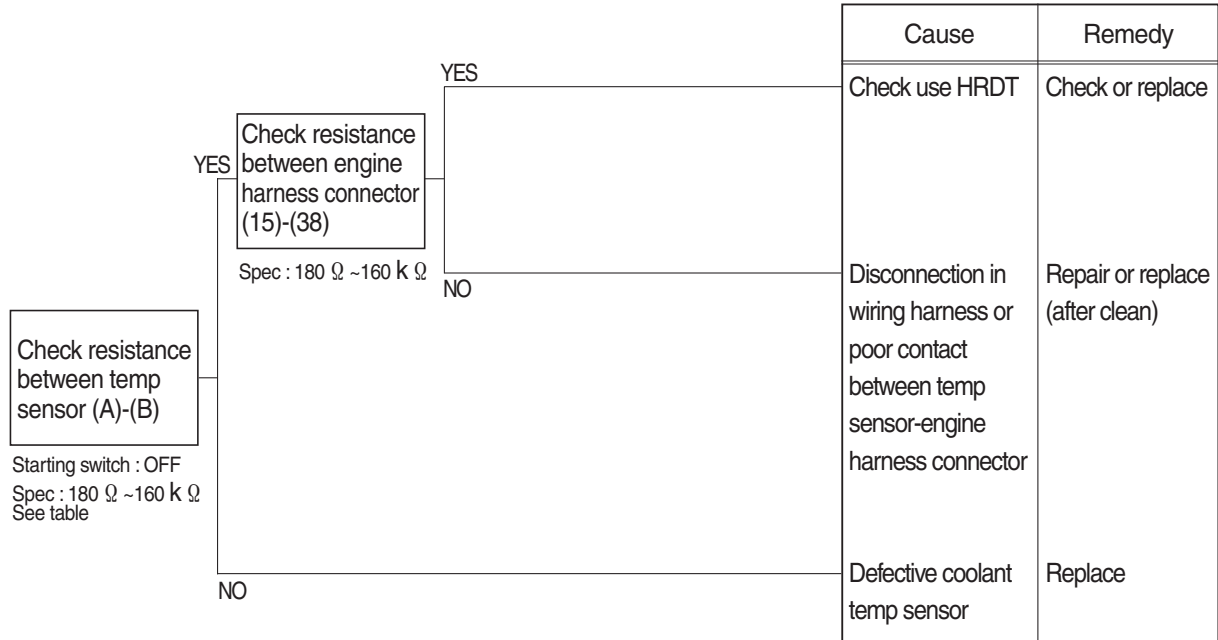 Cause
Remedy
YES
Check use HRDT
Check or replace
Check resistance
between engine
harness connector
(15)-(38)
YES
Spec : 180 Ω ~160 k Ω
NO
Disconnection in
wiring harness or
poor contact
between temp
sensor-engine
harness connector
Repair or replace
(after clean)
Check resistance
between temp
sensor (A)-(B)
Starting switch : OFF
Spec : 180 Ω ~160 k Ω
See table
NO
Defective coolant
temp sensor
Replace